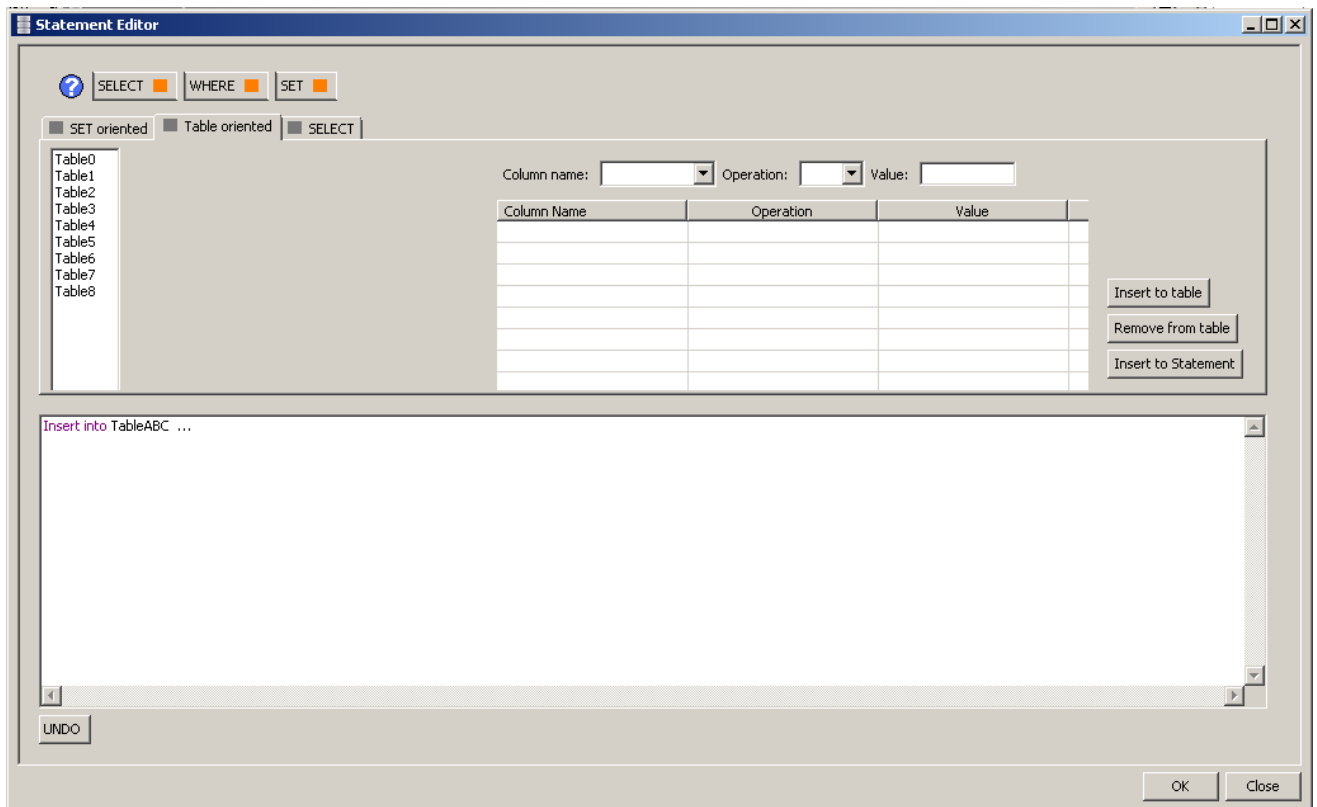 Statement Editor
SELECT WHERE SET
SET oriented Table oriented SELECT
Table0
Table1
Table2
Table3
Table4
Table5
Table6
Table7
Table8
Column name: Operation: Value:
Column Name Operation Value
Insert to table
Remove from table
Insert to Statement
Insert into TableABC ...
UNDO
OK Close